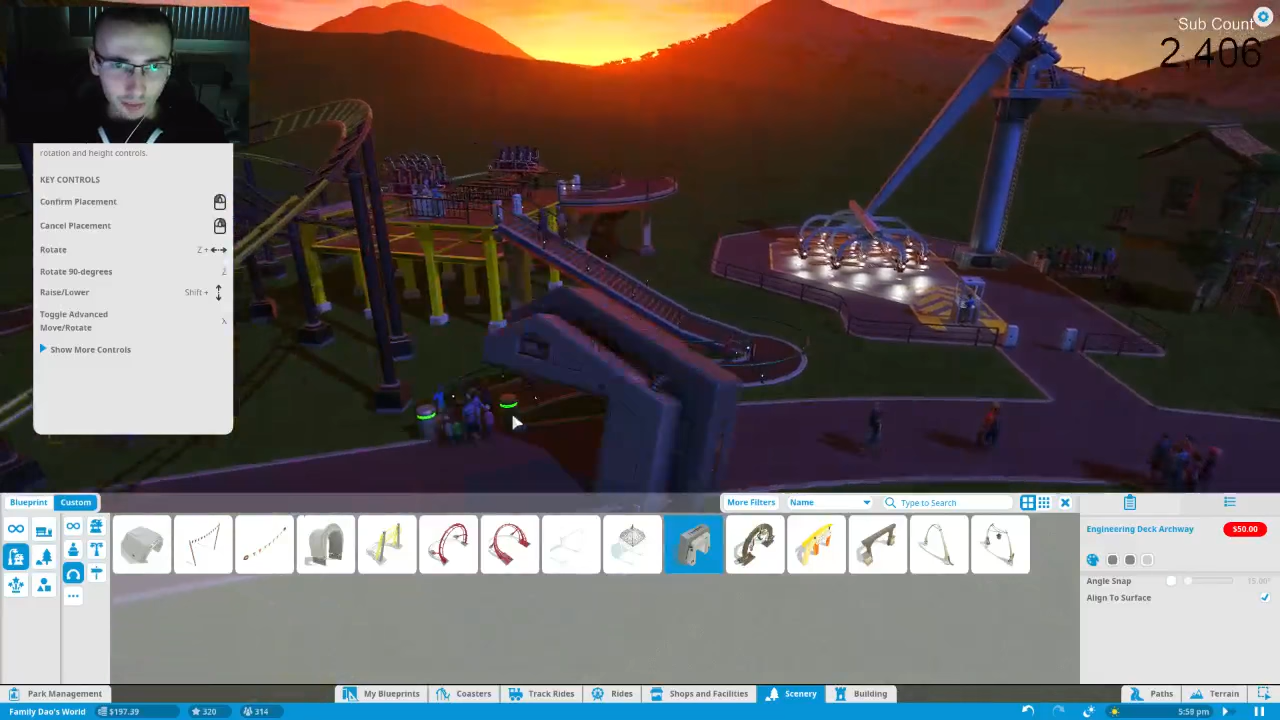 Sub Count
2,406
rotation and height controls.
KEY CONTROLS
Confirm Placement
Cancel Placement
Rotate Z +
Rotate 90-degrees Z
Raise/Lower Shift +
Toggle Advanced
Move/Rotate X
Show More Controls
Blueprint Custom More Filters Name Type to Search
Engineering Deck Archway $50.00
Angle Snap 15.00°
Align To Surface
Park Management My Blueprints Coasters Track Rides Rides Shops and Facilities Scenery Building Paths Terrain
Family Dao's World $197.39 320 314 5:59 pm